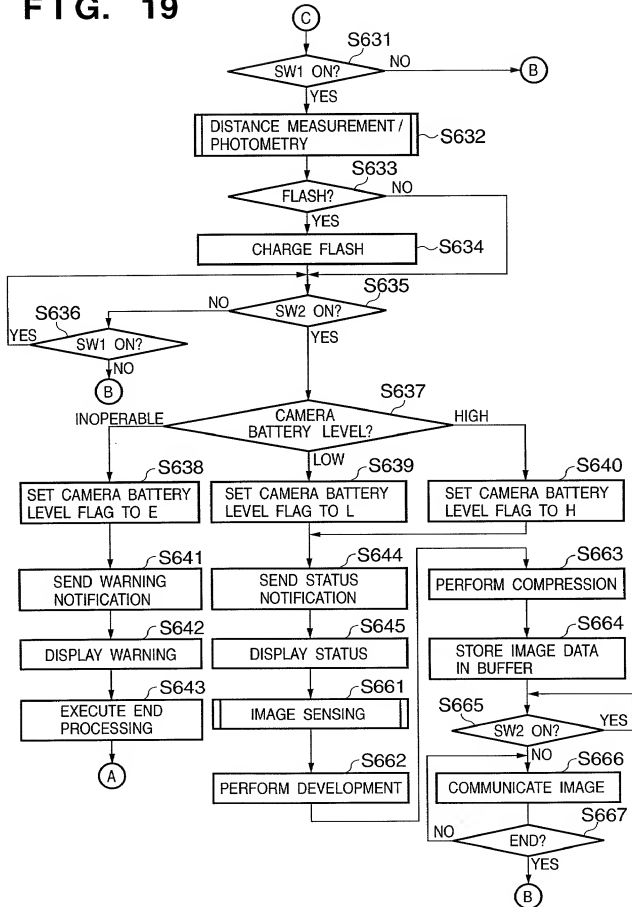 FIG. 19
C
S631
SW1 ON?
NO
B
YES
DISTANCE MEASUREMENT/
PHOTOMETRY
S632
S633
FLASH?
NO
YES
CHARGE FLASH
S634
S635
NO
SW2 ON?
YES
S636
YES
SW1 ON?
NO
B
S637
INOPERABLE
CAMERA
BATTERY LEVEL?
HIGH
LOW
S638
SET CAMERA BATTERY
LEVEL FLAG TO E
S639
SET CAMERA BATTERY
LEVEL FLAG TO L
S640
SET CAMERA BATTERY
LEVEL FLAG TO H
S641
SEND WARNING
NOTIFICATION
S644
SEND STATUS
NOTIFICATION
S663
PERFORM COMPRESSION
S642
DISPLAY WARNING
S645
DISPLAY STATUS
S664
STORE IMAGE DATA
IN BUFFER
S643
EXECUTE END
PROCESSING
A
S661
IMAGE SENSING
S665
SW2 ON?
YES
NO
S662
PERFORM DEVELOPMENT
S666
COMMUNICATE IMAGE
S667
NO
END?
YES
B